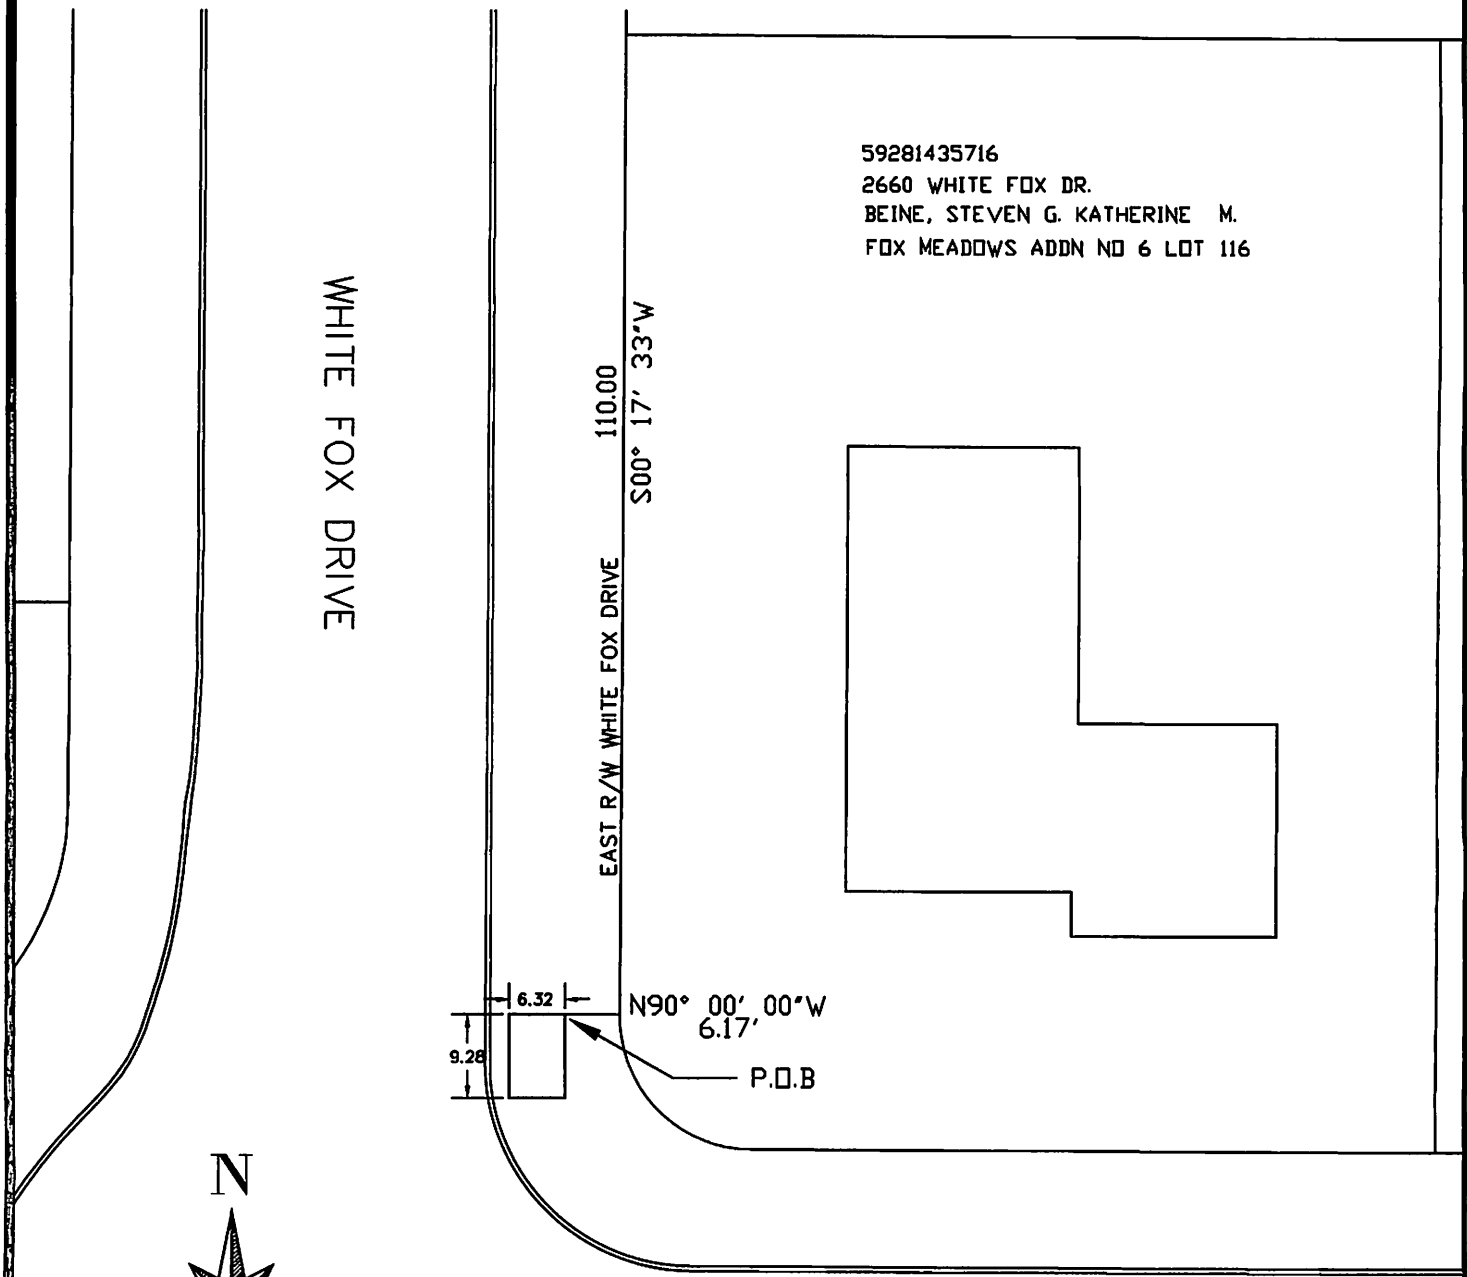 59281435716
2660 WHITE FOX DR.
BEINE, STEVEN G. KATHERINE M.
FOX MEADOWS ADDN NO 6 LOT 116
WHITE FOX DRIVE
110.00
S00° 17' 33"W
EAST R/W WHITE FOX DRIVE
6.32
N90° 00' 00"W
6.17'
9.28
P.O.B
N